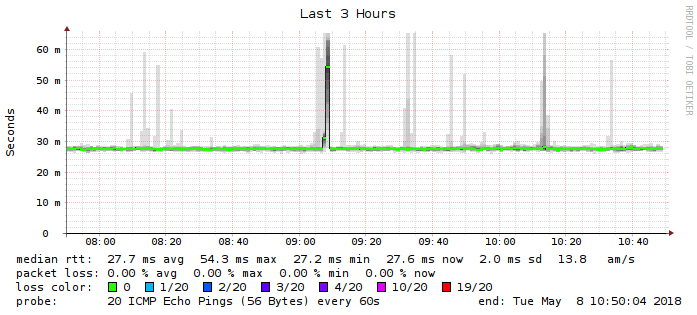 Last 3 Hours
RRDTOOL / TOBI OETIKER
Seconds
60 m
50 m
40 m
30 m
20 m
10 m
0
08:00 08:20 08:40 09:00 09:20 09:40 10:00 10:20 10:40
median rtt: 27.7 ms avg 54.3 ms max 27.2 ms min 27.6 ms now 2.0 ms sd 13.8 am/s
packet loss: 0.00 % avg 0.00 % max 0.00 % min 0.00 % now
loss color: 0 1/20 2/20 3/20 4/20 10/20 19/20
probe: 20 ICMP Echo Pings (56 Bytes) every 60s end: Tue May 8 10:50:04 2018